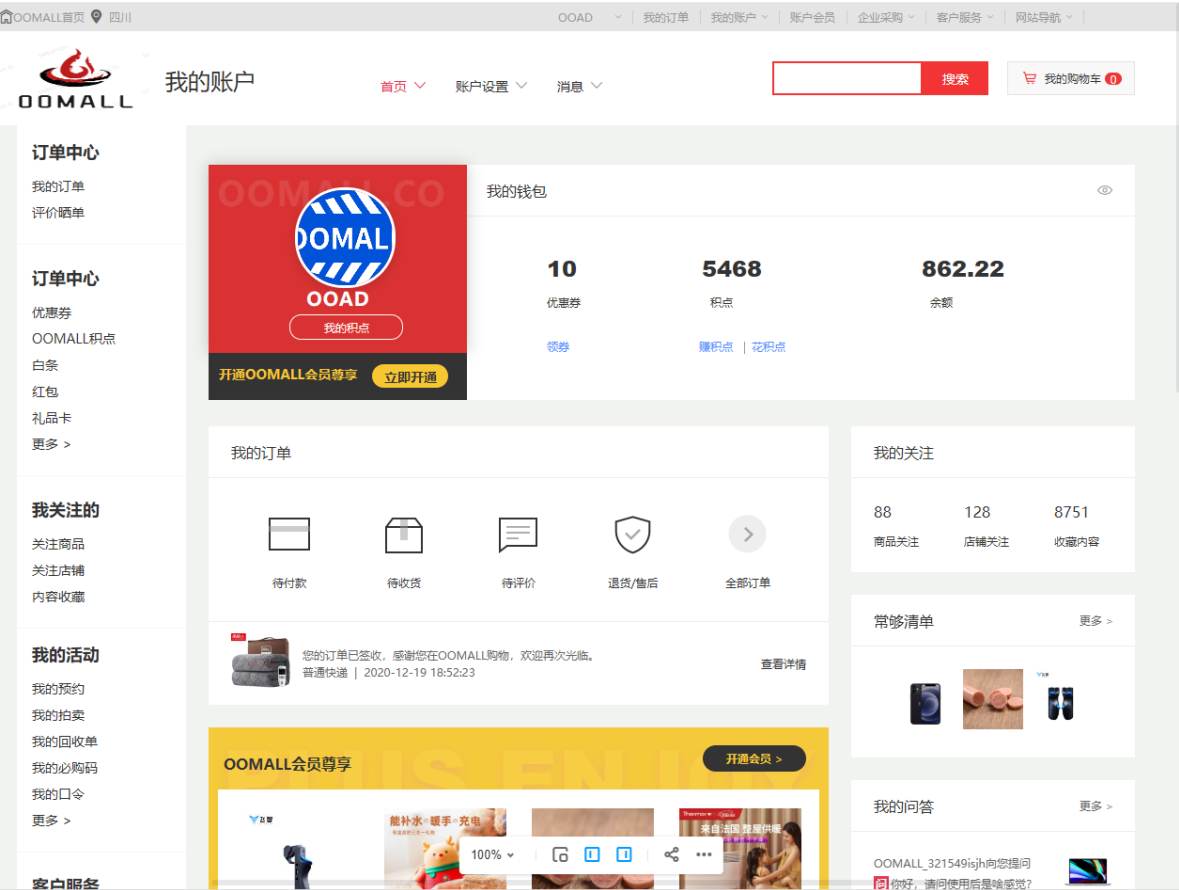 OOMALL首页 四川 OOAD 我的订单 我的账户 账户会员 企业采购 客户服务 网站导航
OOMALL 我的账户 首页 账户设置 消息 搜索 我的购物车 0
订单中心
我的订单
评价晒单
订单中心
优惠券
OOMALL积点
白条
红包
礼品卡
更多 >
我关注的
关注商品
关注店铺
内容收藏
我的活动
我的预约
我的拍卖
我的回收单
我的必购码
我的口令
更多 >
客户服务
OOMALL.CO
OOMAL
OOAD
我的积点
开通OOMALL会员尊享 立即开通
我的钱包
10 5468 862.22
优惠券 积点 余额
领券 赚积点 | 花积点
我的订单
待付款 待收货 待评价 退货/售后 全部订单
您的订单已签收，感谢您在OOMALL购物，欢迎再次光临。
普通快递 | 2020-12-19 18:52:23
查看详情
PLUS ENJOY
OOMALL会员尊享 开通会员 >
能补水·暖手·充电
来自法国 整屋供暖
100%
我的关注
88 128 8751
商品关注 店铺关注 收藏内容
常够清单 更多 >
我的问答 更多 >
OOMALL_321549isjh向您提问
问 你好，请问使用后是啥感觉?